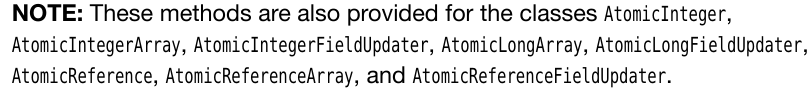 NOTE: These methods are also provided for the classes AtomicInteger,
AtomicIntegerArray, AtomicIntegerFieldUpdater, AtomicLongArray, AtomicLongFieldUpdater,
AtomicReference, AtomicReferenceArray, and AtomicReferenceFieldUpdater.